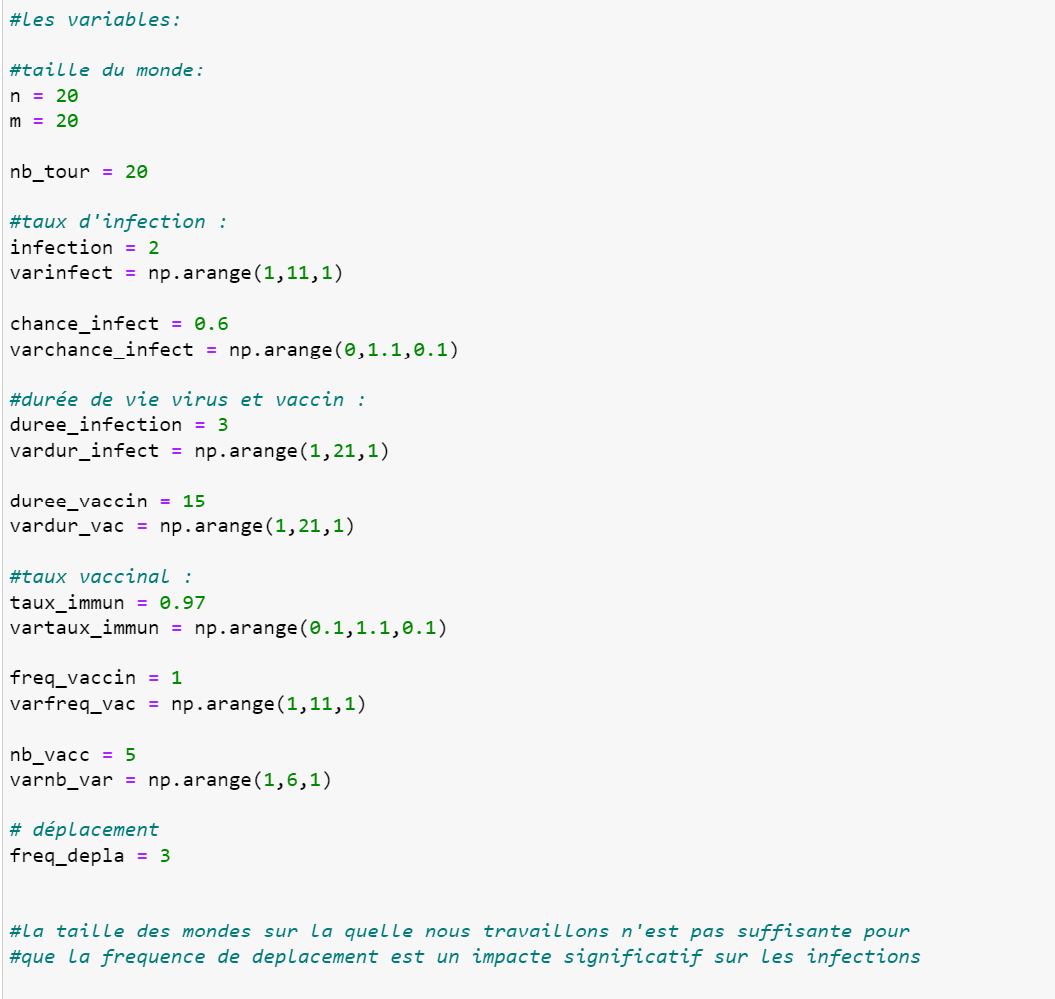 #les variables:
#taille du monde:
n = 20
m = 20
nb_tour = 20
#taux d'infection :
infection = 2
varinfect = np.arange(1,11,1)
chance_infect = 0.6
varchance_infect = np.arange(0,1.1,0.1)
#durée de vie virus et vaccin :
duree_infection = 3
vardur_infect = np.arange(1,21,1)
duree_vaccin = 15
vardur_vac = np.arange(1,21,1)
#taux vaccinal :
taux_immun = 0.97
vartaux_immun = np.arange(0.1,1.1,0.1)
freq_vaccin = 1
varfreq_vac = np.arange(1,11,1)
nb_vacc = 5
varnb_var = np.arange(1,6,1)
# déplacement
freq_depla = 3
#la taille des mondes sur la quelle nous travaillons n'est pas suffisante pour
#que la frequence de deplacement est un impacte significatif sur les infections